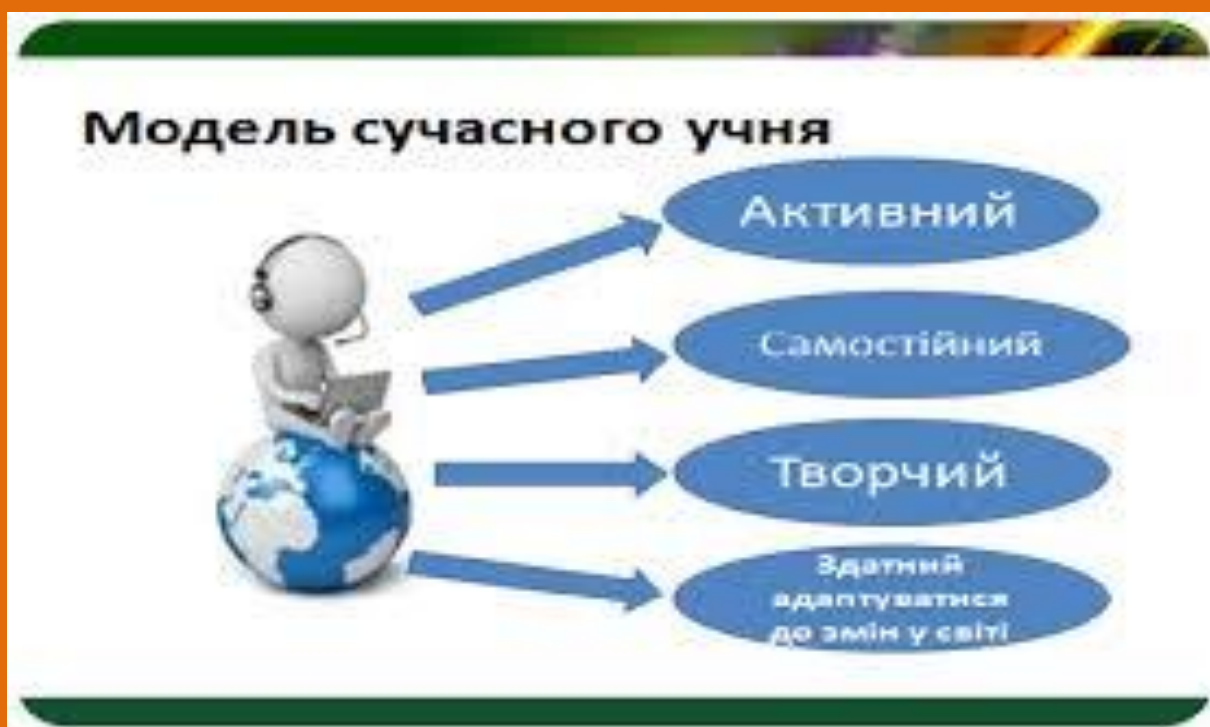 Модель сучасного учня
Активний
Самостійний
Творчий
Здатний
адаптуватися
до змін у світі